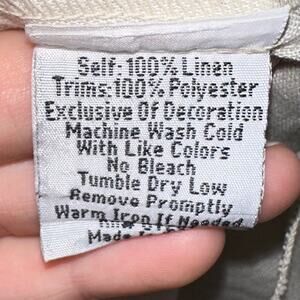 Self: 100% Linen
Trims: 100% Polyester
Exclusive Of Decoration
Machine Wash Cold
With Like Colors
No Bleach
Tumble Dry Low
Remove Promptly
Warm Iron If Needed
Made